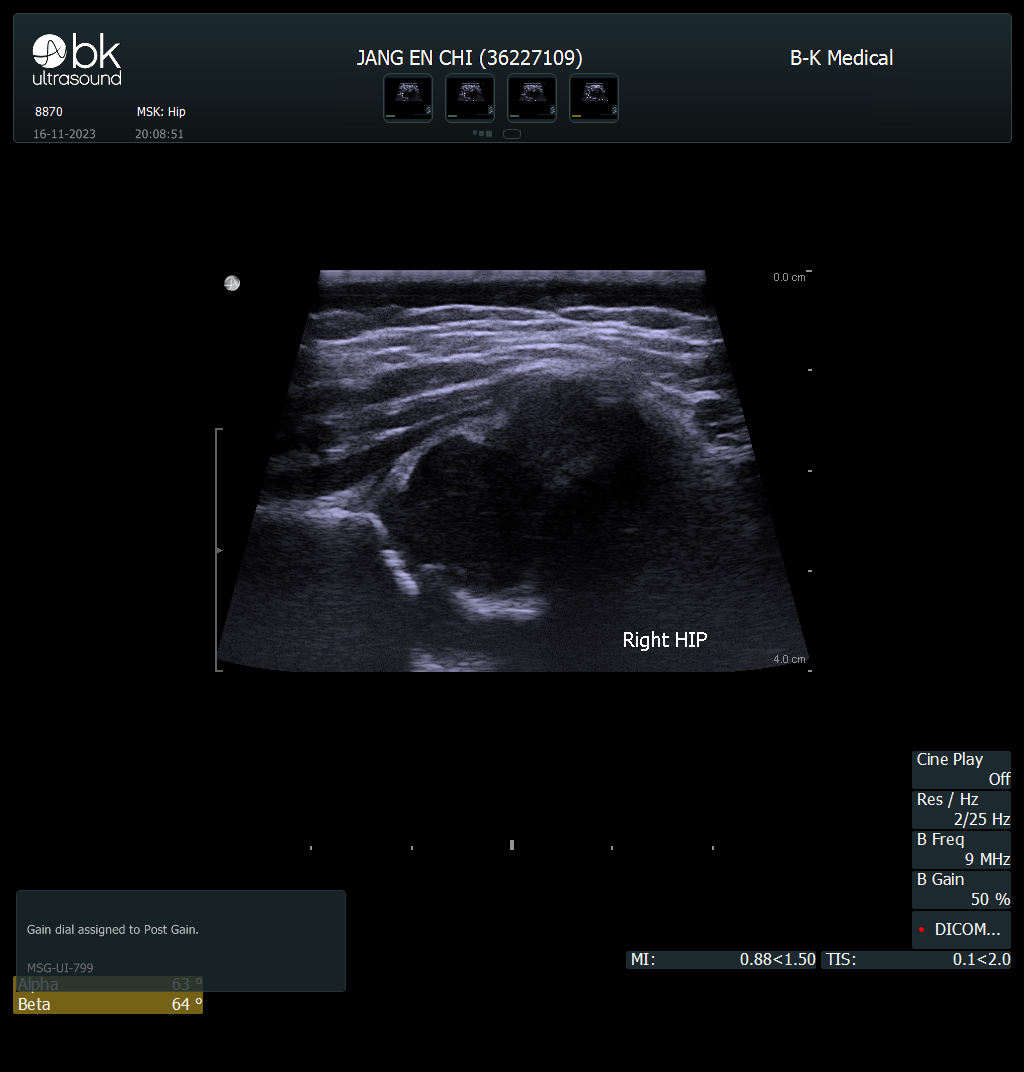 bk
ultrasound
JANG EN CHI (36227109)
B-K Medical
8870
MSK: Hip
16-11-2023
20:08:51
0.0 cm
Right HIP
4.0 cm
Cine Play
Off
Res / Hz
2/25 Hz
B Freq
9 MHz
B Gain
50 %
DICOM...
Gain dial assigned to Post Gain.
MSG-UI-799
MI: 0.88<1.50
TIS: 0.1<2.0
Alpha 63 º
Beta 64 º